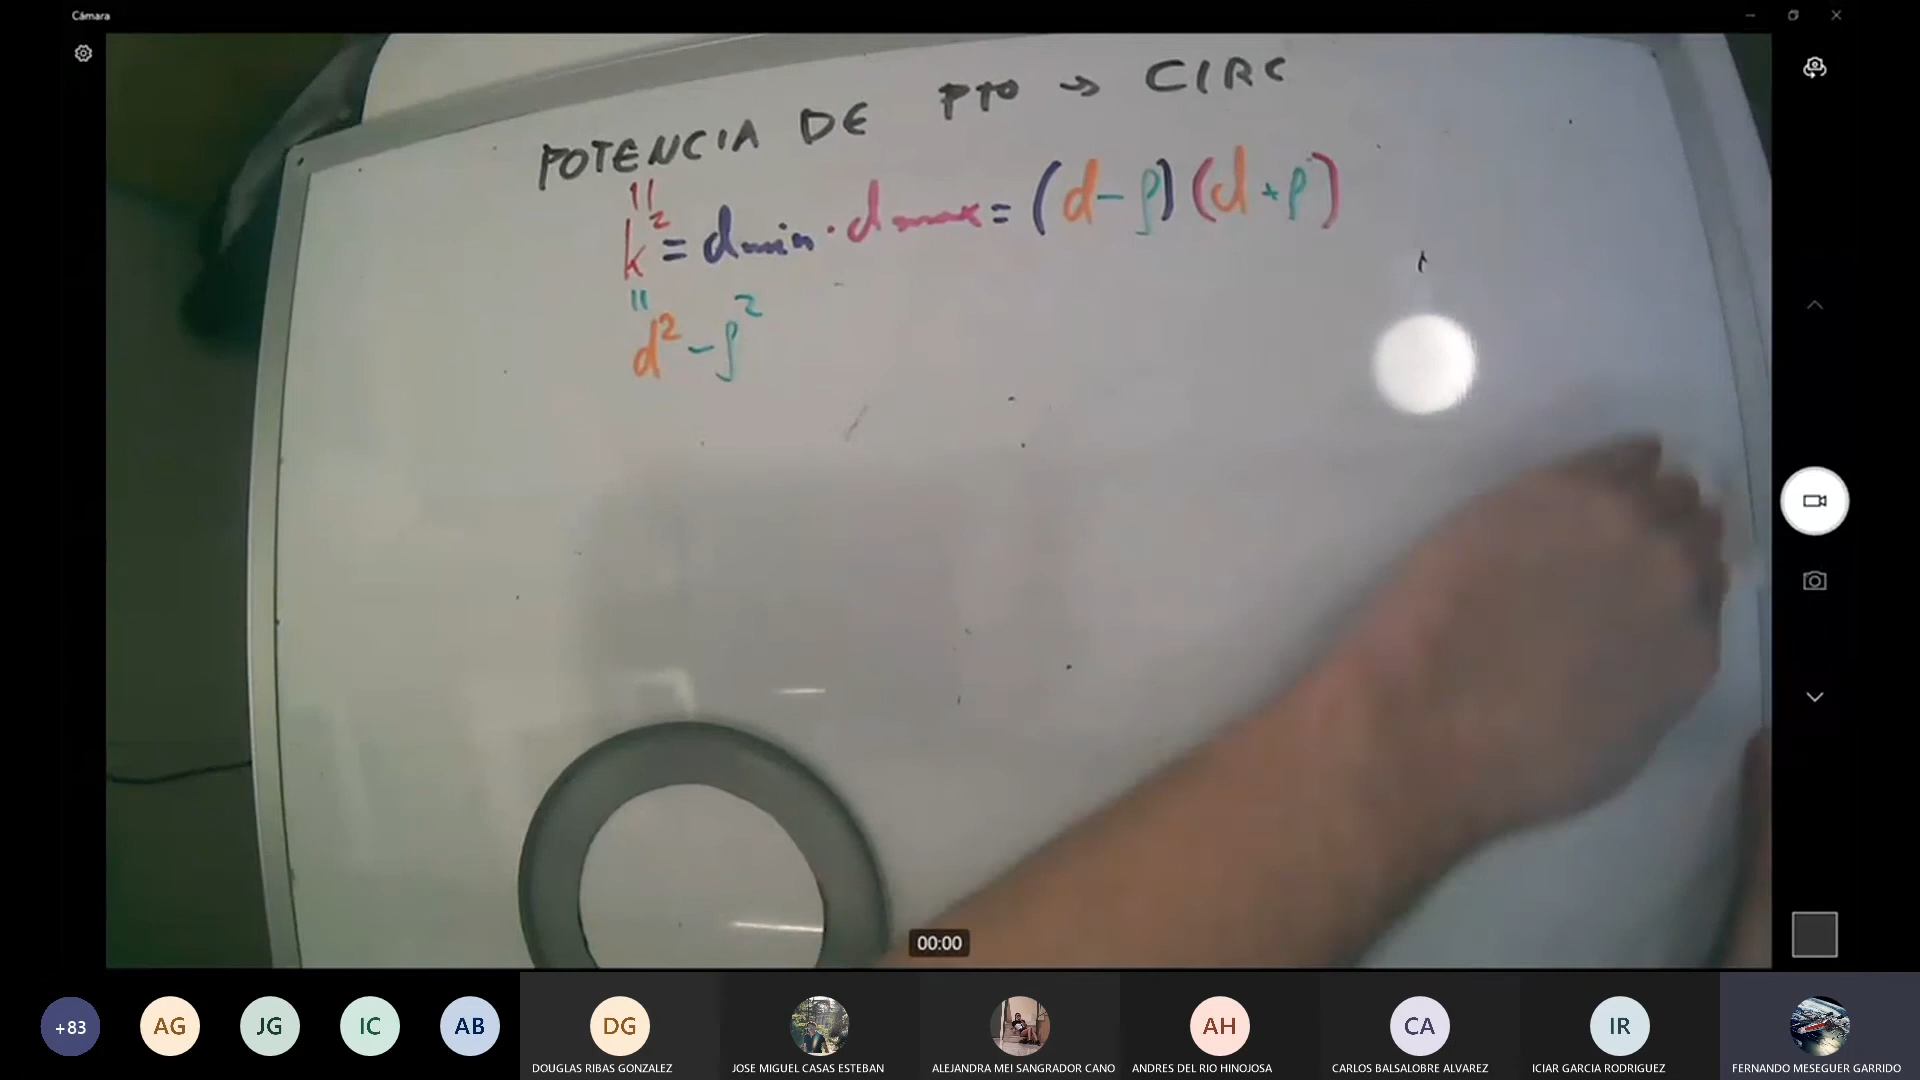 Cámara
POTENCIA DE PTO → CIRC
"
k² = dmin · dmax = (d - ρ)(d + ρ)
"
d² - ρ²
00:00
+83
AG
JG
IC
AB
DG
AH
CA
IR
DOUGLAS RIBAS GONZALEZ
JOSE MIGUEL CASAS ESTEBAN
ALEJANDRA MEI SANGRADOR CANO
ANDRES DEL RIO HINOJOSA
CARLOS BALSALOBRE ALVAREZ
ICIAR GARCIA RODRIGUEZ
FERNANDO MESEGUER GARRIDO